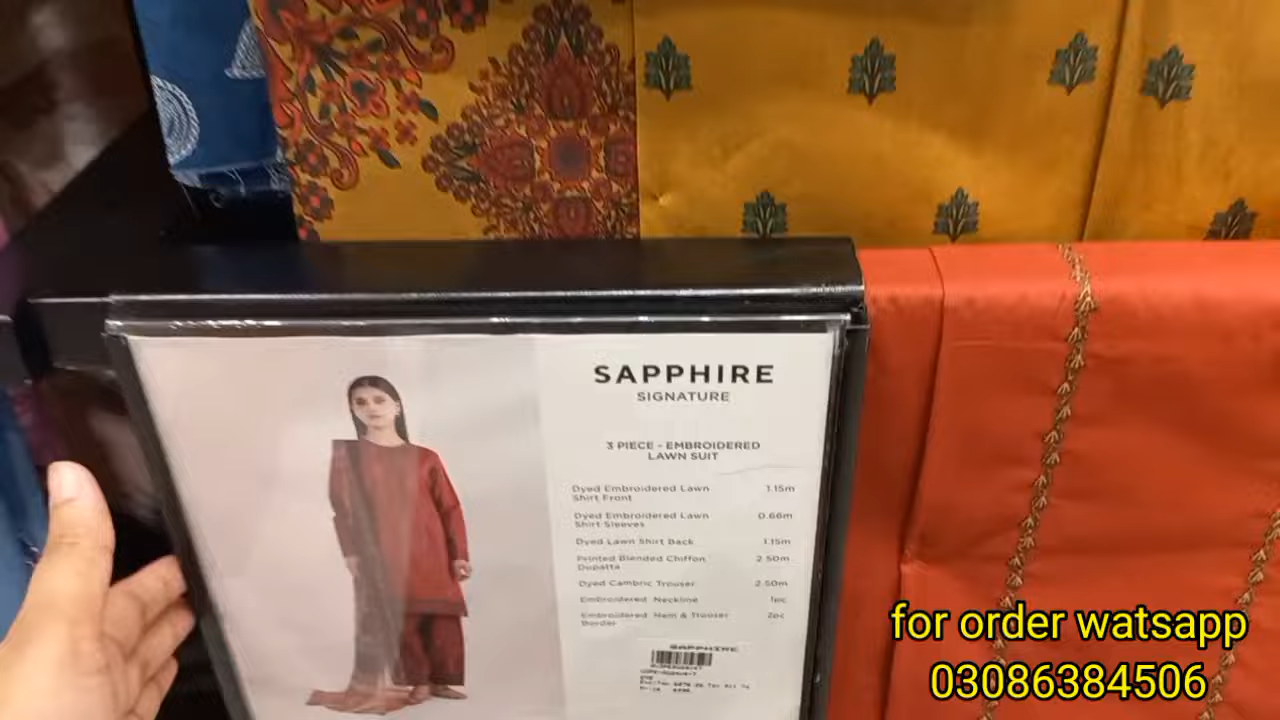 SAPPHIRE
SIGNATURE
3 PIECE - EMBROIDERED
LAWN SUIT
Dyed Embroidered Lawn 1.15m
Shirt Front
Dyed Embroidered Lawn 0.66m
Shirt Sleeves
Dyed Lawn Shirt Back 1.15m
Printed Blended Chiffon 2.50m
Dupatta
Dyed Cambric Trouser 2.50m
Embroidered Neckline 1pc
Embroidered Hem & Trouser 2pc
Border
SAPPHIRE
for order watsapp
03086384506